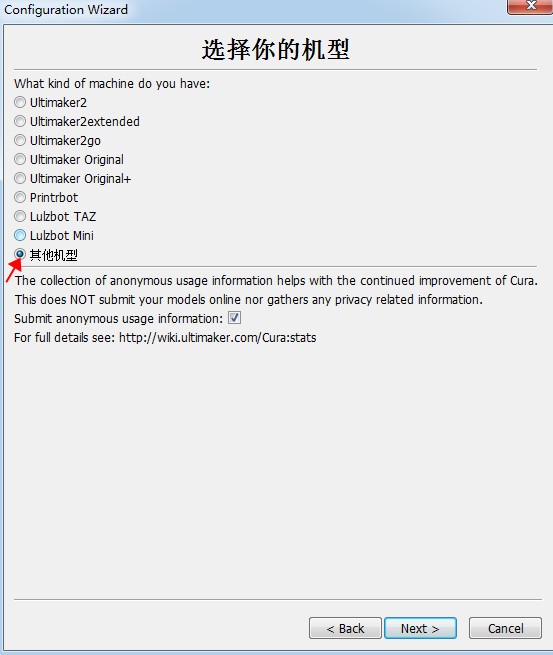 Configuration Wizard
选择你的机型
What kind of machine do you have:
Ultimaker2
Ultimaker2extended
Ultimaker2go
Ultimaker Original
Ultimaker Original+
Printrbot
Lulzbot TAZ
Lulzbot Mini
其他机型
The collection of anonymous usage information helps with the continued improvement of Cura.
This does NOT submit your models online nor gathers any privacy related information.
Submit anonymous usage information:
For full details see: http://wiki.ultimaker.com/Cura:stats
< Back Next > Cancel